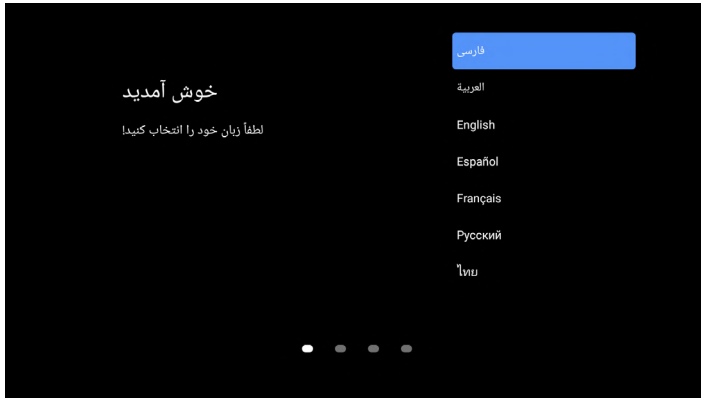 خوش آمدید
لطفاً زبان خود را انتخاب کنید!
فارسی
العربية
English
Español
Français
Русский
ไทย